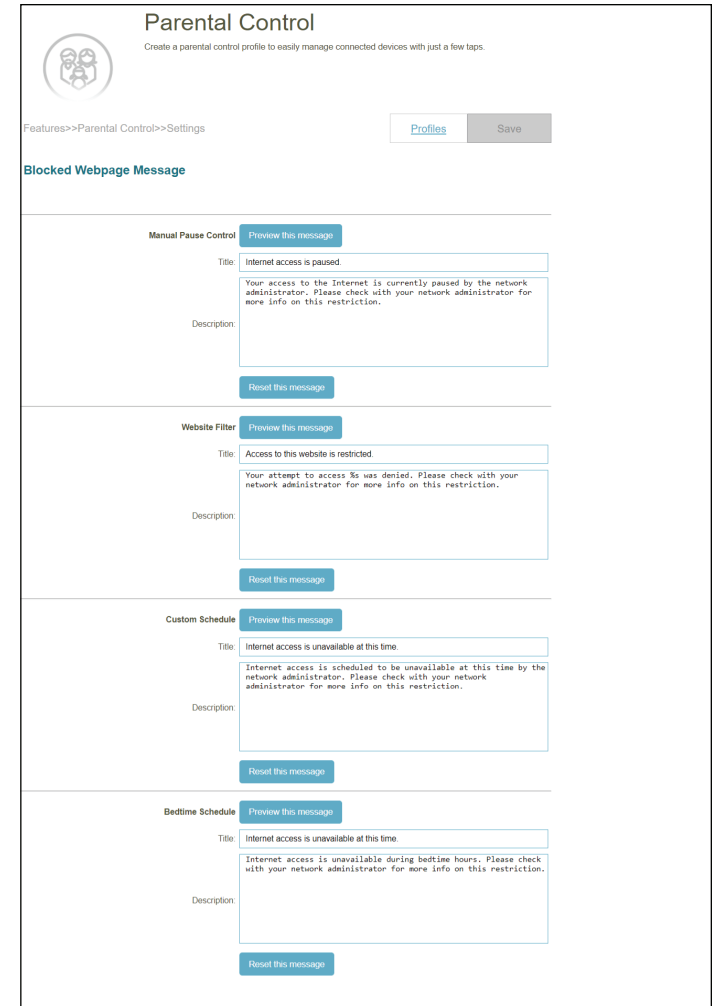 Parental Control
Create a parental control profile to easily manage connected devices with just a few taps.
Features>>Parental Control>>Settings
Profiles
Save
Blocked Webpage Message
Manual Pause Control
Preview this message
Title:
Internet access is paused.
Description:
Your access to the Internet is currently paused by the network
administrator. Please check with your network administrator for
more info on this restriction.
Reset this message
Website Filter
Preview this message
Title:
Access to this website is restricted.
Description:
Your attempt to access %s was denied. Please check with your
network administrator for more info on this restriction.
Reset this message
Custom Schedule
Preview this message
Title:
Internet access is unavailable at this time.
Description:
Internet access is scheduled to be unavailable at this time by the
network administrator. Please check with your network
administrator for more info on this restriction.
Reset this message
Bedtime Schedule
Preview this message
Title:
Internet access is unavailable at this time.
Description:
Internet access is unavailable during bedtime hours. Please check
with your network administrator for more info on this restriction.
Reset this message